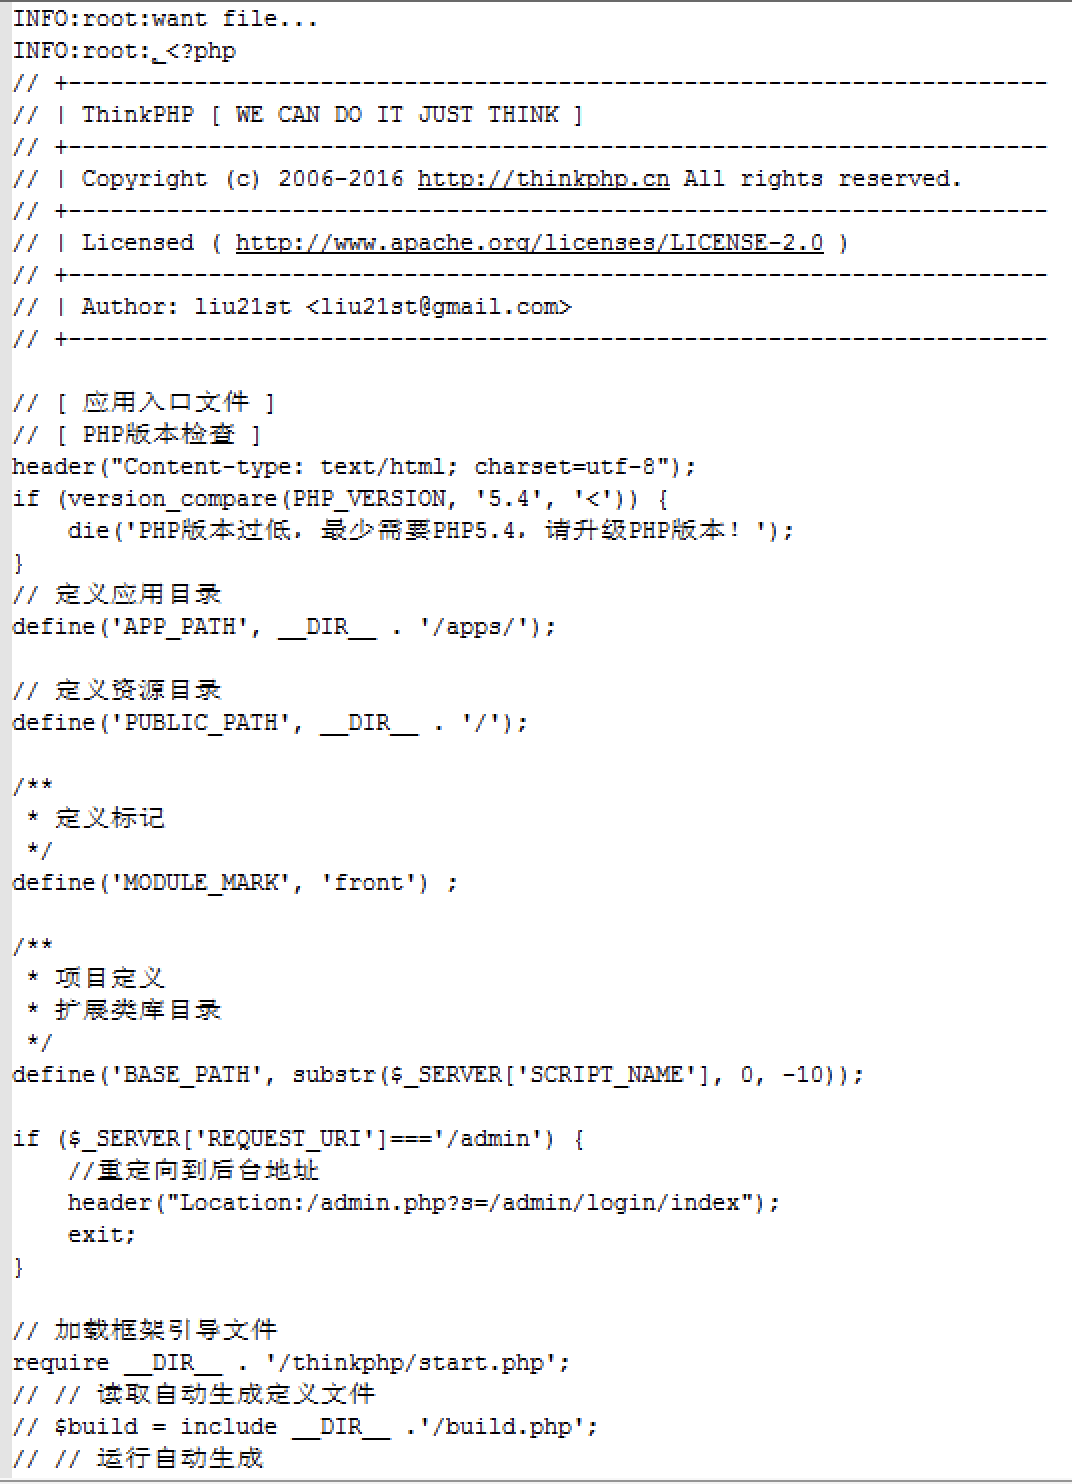 INFO:root:want file...
INFO:root: <?php
// +----------------------------------------------------------------------
// | ThinkPHP [ WE CAN DO IT JUST THINK ]
// +----------------------------------------------------------------------
// | Copyright (c) 2006-2016 http://thinkphp.cn All rights reserved.
// +----------------------------------------------------------------------
// | Licensed ( http://www.apache.org/licenses/LICENSE-2.0 )
// +----------------------------------------------------------------------
// | Author: liu21st <liu21st@gmail.com>
// +----------------------------------------------------------------------
// [ 应用入口文件 ]
// [ PHP版本检查 ]
header("Content-type: text/html; charset=utf-8");
if (version_compare(PHP_VERSION, '5.4', '<')) {
    die('PHP版本过低，最少需要PHP5.4，请升级PHP版本！');
}
// 定义应用目录
define('APP_PATH', __DIR__ . '/apps/');
// 定义资源目录
define('PUBLIC_PATH', __DIR__ . '/');
/**
 * 定义标记
 */
define('MODULE_MARK', 'front') ;
/**
 * 项目定义
 * 扩展类库目录
 */
define('BASE_PATH', substr($_SERVER['SCRIPT_NAME'], 0, -10));
if ($_SERVER['REQUEST_URI']==='/admin') {
    //重定向到后台地址
    header("Location:/admin.php?s=/admin/login/index");
    exit;
}
// 加载框架引导文件
require __DIR__ . '/thinkphp/start.php';
// // 读取自动生成定义文件
// $build = include __DIR__ .'/build.php';
// // 运行自动生成